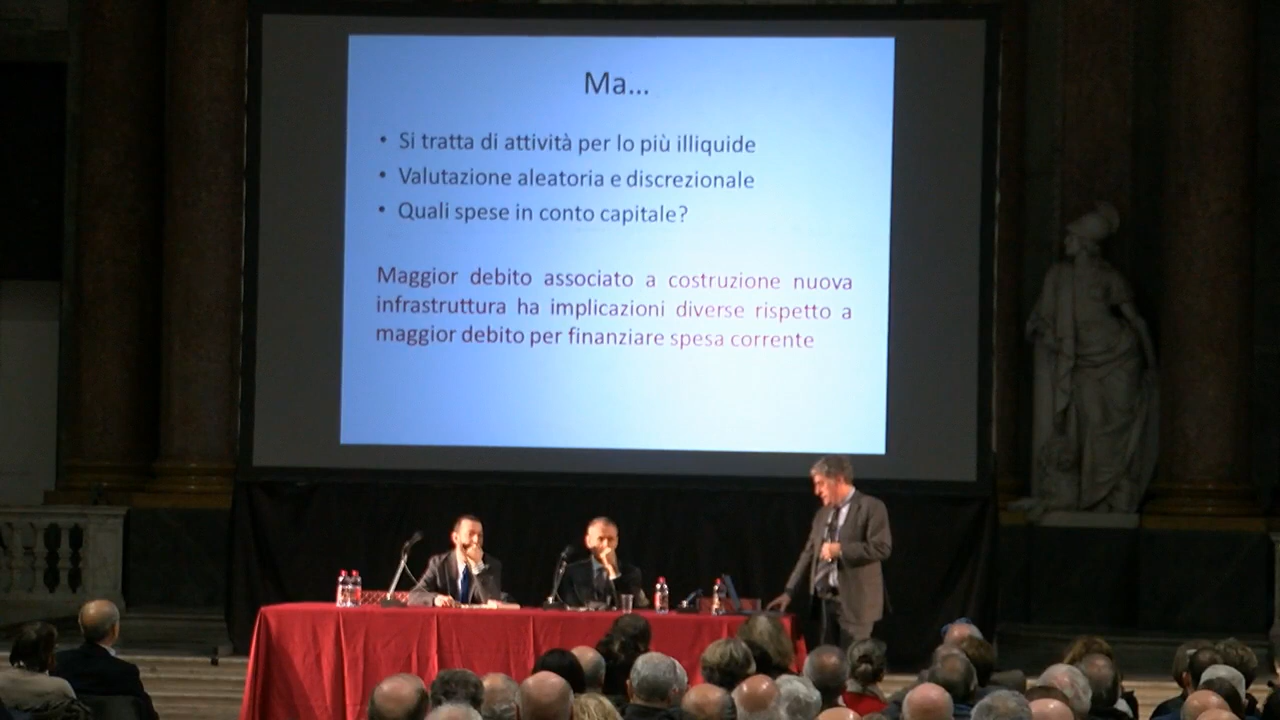 Ma...
• Si tratta di attività per lo più illiquide
• Valutazione aleatoria e discrezionale
• Quali spese in conto capitale?
Maggior debito associato a costruzione nuova
infrastruttura ha implicazioni diverse rispetto a
maggior debito per finanziare spesa corrente